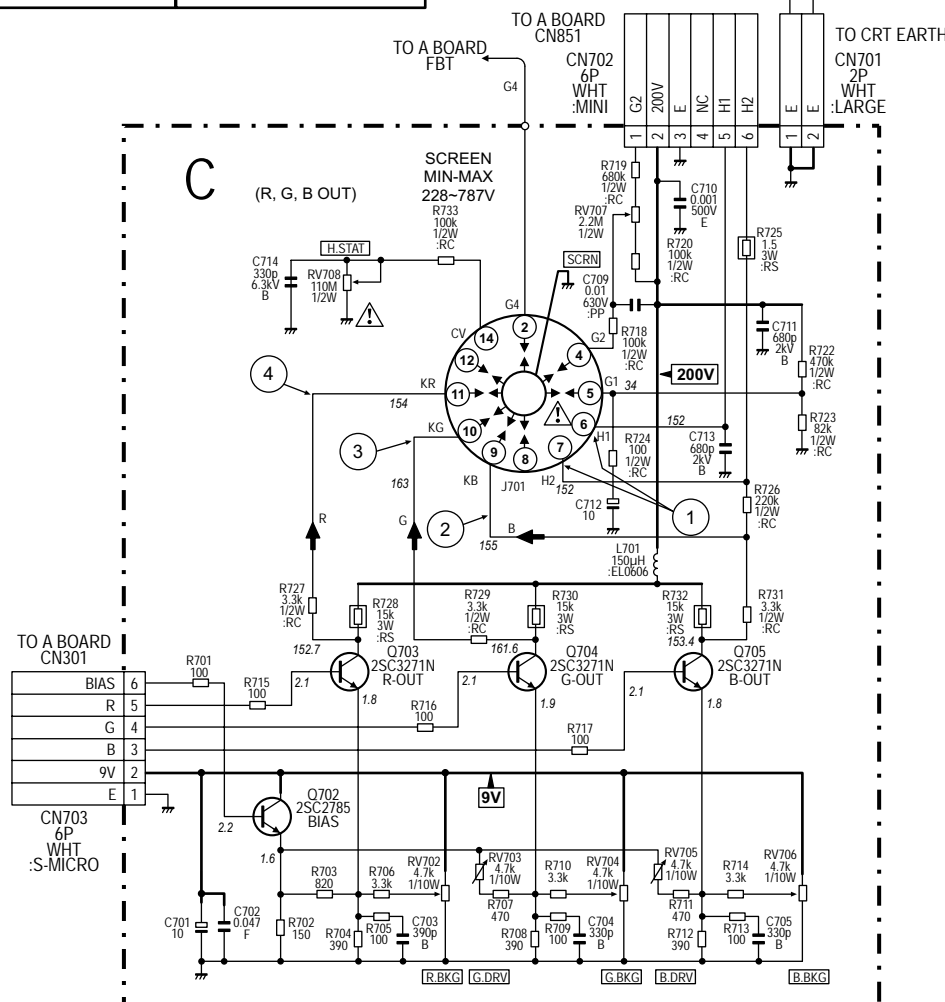 TO A BOARD
CN851
TO A BOARD
FBT
G4
CN702
6P
WHT
:MINI
G2
200V
E
NC
H1
H2
1
2
3
4
5
6
TO CRT EARTH
CN701
2P
WHT
:LARGE
E
E
1
2
C
(R, G, B OUT)
SCREEN
MIN-MAX
228~787V
R733
100k
1/2W
:RC
H.STAT
C714
330p
6.3kV
B
RV708
110M
1/2W
R719
680k
1/2W
:RC
RV707
2.2M
1/2W
R720
100k
1/2W
:RC
C710
0.001
500V
E
R725
1.5
3W
:RS
SCRN
C709
0.01
630V
:PP
R718
100k
1/2W
:RC
C711
680p
2kV
B
R722
470k
1/2W
:RC
R723
82k
1/2W
:RC
200V
CV
G4
G2
G1
34
KR
154
KG
163
KB
155
H1
152
H2
152
J701
14
2
4
5
6
7
8
9
10
11
12
4
3
2
1
R724
100
1/2W
:RC
C712
10
C713
680p
2kV
B
R726
220k
1/2W
:RC
R
G
B
L701
150µH
:EL0606
R727
3.3k
1/2W
:RC
R728
15k
3W
:RS
R729
3.3k
1/2W
:RC
R730
15k
3W
:RS
R732
15k
3W
:RS
R731
3.3k
1/2W
:RC
152.7
161.6
153.4
Q703
2SC3271N
R-OUT
Q704
2SC3271N
G-OUT
Q705
2SC3271N
B-OUT
2.1
1.8
2.1
1.9
2.1
1.8
TO A BOARD
CN301
BIAS 6
R 5
G 4
B 3
9V 2
E 1
CN703
6P
WHT
:S-MICRO
R701
100
R715
100
R716
100
R717
100
9V
Q702
2SC2785
BIAS
2.2
1.6
R703
820
R706
3.3k
RV702
4.7k
1/10W
RV703
4.7k
1/10W
R710
3.3k
RV704
4.7k
1/10W
RV705
4.7k
1/10W
R714
3.3k
RV706
4.7k
1/10W
R707
470
R711
470
C701
10
C702
0.047
F
R702
150
R704
390
R705
100
C703
390p
B
R708
390
R709
100
C704
330p
B
R712
390
R713
100
C705
330p
B
R.BKG
G.DRV
G.BKG
B.DRV
B.BKG